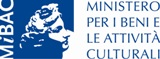 MiBAC
MINISTERO
PER I BENI E
LE ATTIVITÀ
CULTURALI